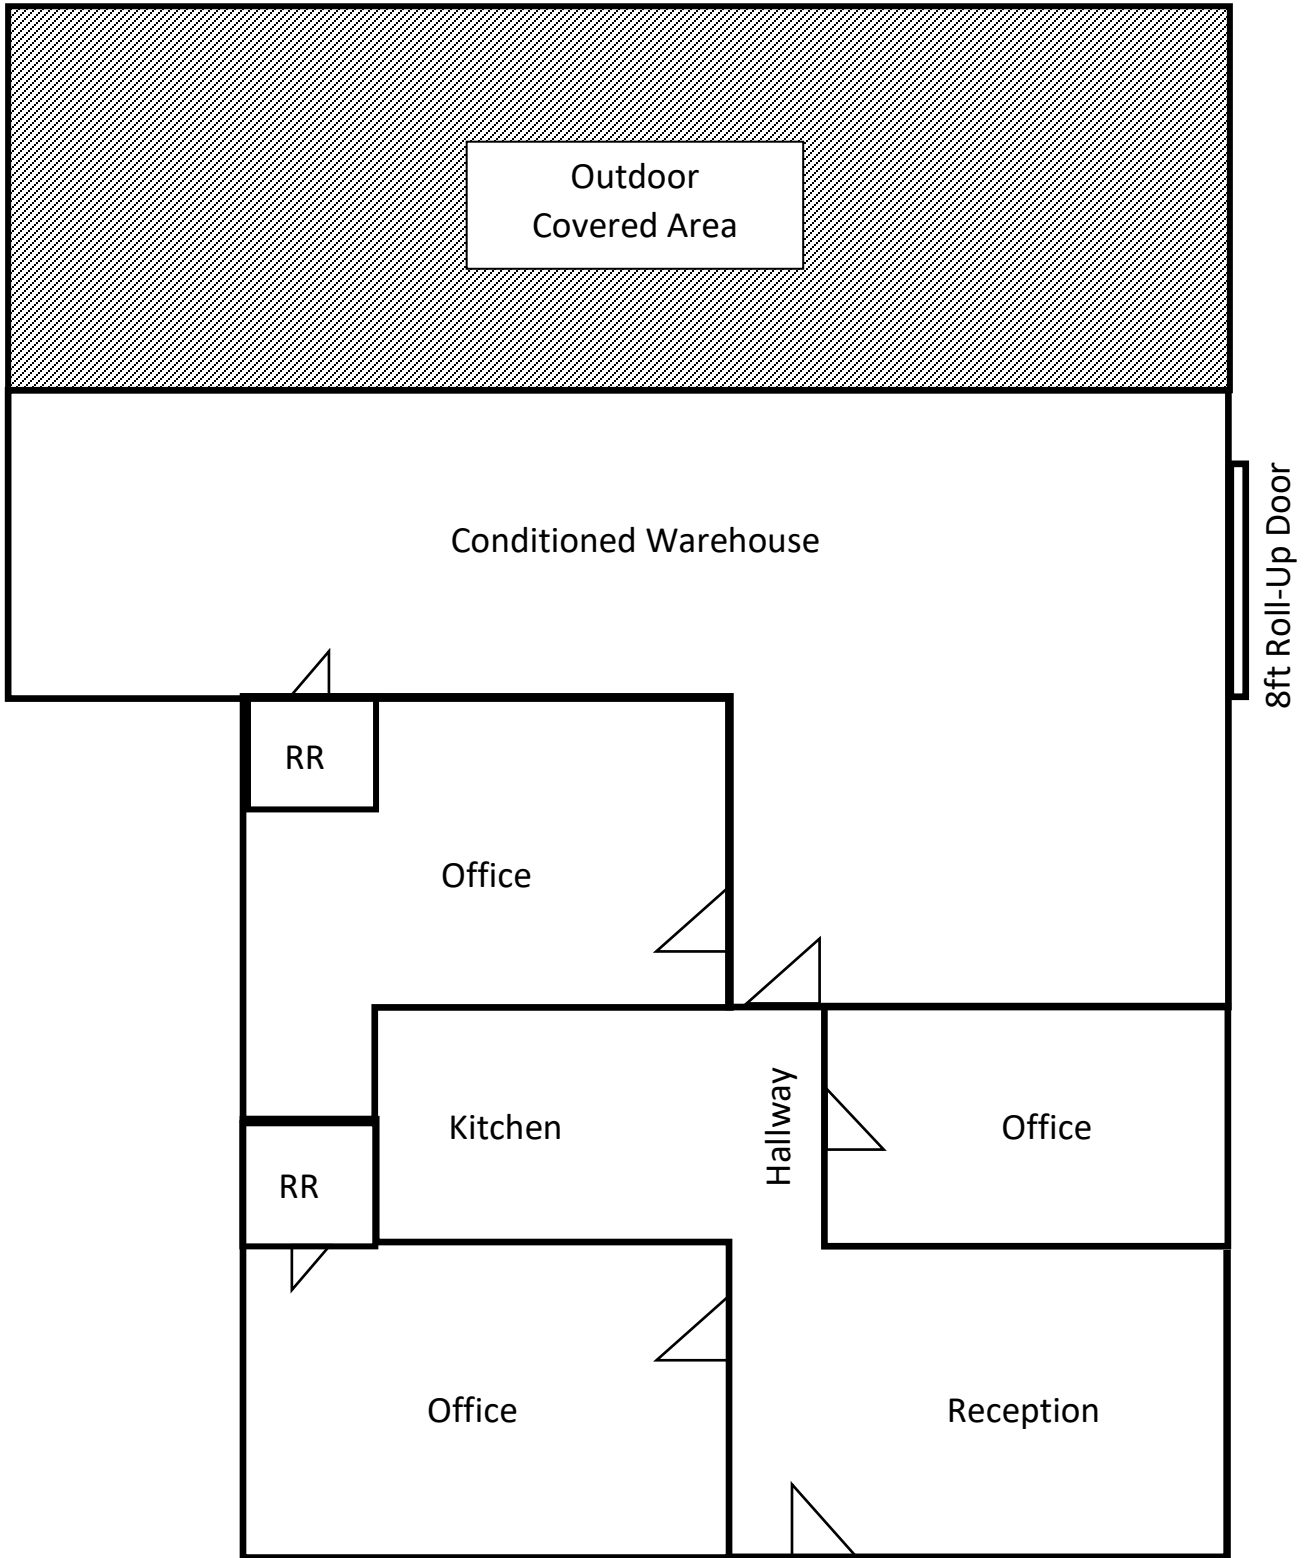 Outdoor
Covered Area
Conditioned Warehouse
8ft Roll-Up Door
RR
Office
Kitchen
Hallway
Office
RR
Office
Reception